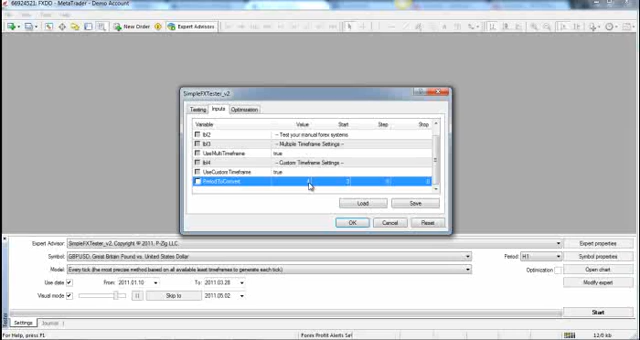 66924521: FXDD - MetaTrader - Demo Account
File View Tools
New Order
Expert Advisors
SimpleFXTester_v2
Testing Inputs Optimization
Variable Value Start Step Stop
lbl2 -- Test your manual forex systems
lbl3 -- Multiple Timeframe Settings --
UseMultiTimeframe true
lbl4 -- Custom Timeframe Settings --
UseCustomTimeframe true
PeriodToConvert
Load Save
OK Cancel Reset
Expert Advisor: SimpleFXTester_v2, Copyright © 2011, P-Zig LLC Expert properties
Symbol: GBPUSD, Great Britain Pound vs. United States Dollar Period: H1 Symbol properties
Model: Every tick (the most precise method based on all available least timeframes to generate each tick) Optimization Open chart
Use date From: 2011.01.10 To: 2011.03.28 Modify expert
Visual mode Skip to 2011.05.02
Start
Tester
Settings Journal
For Help, press F1 Forex Profit Alerts 12/0 kb